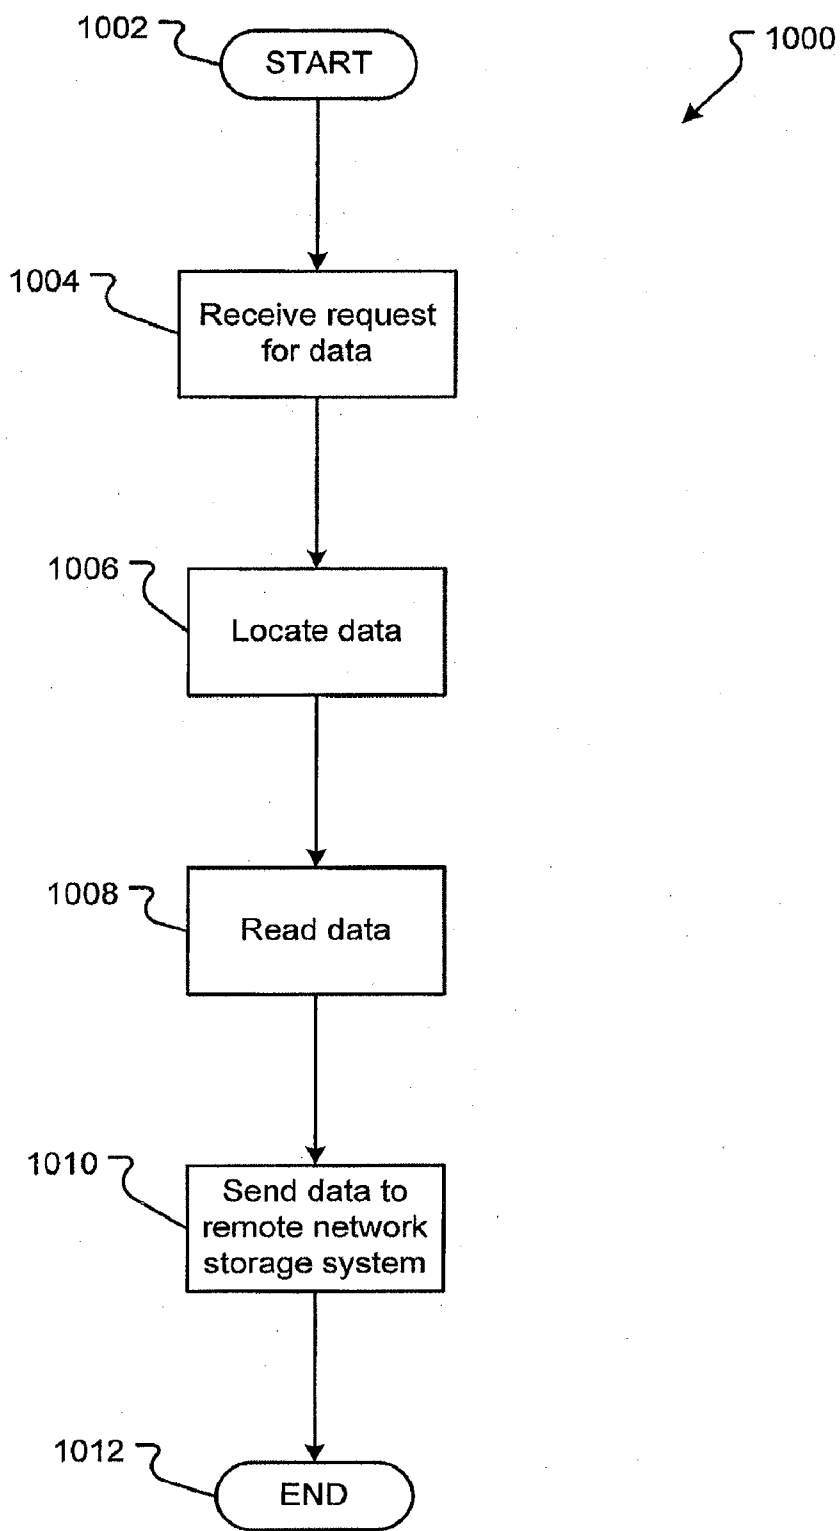 1002
START
1000
1004
Receive request
for data
1006
Locate data
1008
Read data
1010
Send data to
remote network
storage system
1012
END